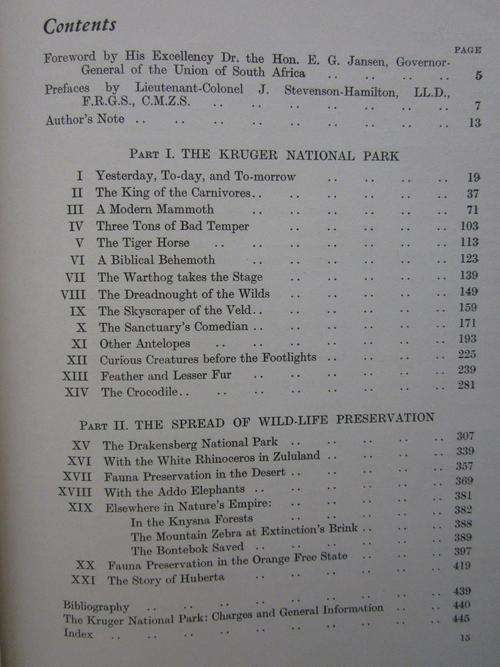 Contents
PAGE
Foreword by His Excellency Dr. the Hon. E. G. Jansen, Governor-
General of the Union of South Africa .. .. .. .. 5
Prefaces by Lieutenant-Colonel J. Stevenson-Hamilton, LL.D.,
F.R.G.S., C.M.Z.S. .. .. .. .. .. .. 7
Author's Note .. .. .. .. .. .. .. .. 13
PART I. THE KRUGER NATIONAL PARK
I Yesterday, To-day, and To-morrow .. .. .. .. 19
II The King of the Carnivores .. .. .. .. .. 37
III A Modern Mammoth .. .. .. .. .. 71
IV Three Tons of Bad Temper .. .. .. .. 103
V The Tiger Horse .. .. .. .. .. .. 113
VI A Biblical Behemoth .. .. .. .. .. 123
VII The Warthog takes the Stage .. .. .. .. 139
VIII The Dreadnought of the Wilds .. .. .. .. 149
IX The Skyscraper of the Veld .. .. .. .. .. 159
X The Sanctuary's Comedian .. .. .. .. .. 171
XI Other Antelopes .. .. .. .. .. .. 193
XII Curious Creatures before the Footlights .. .. .. .. 225
XIII Feather and Lesser Fur .. .. .. .. .. 239
XIV The Crocodile .. .. .. .. .. .. .. 281
PART II. THE SPREAD OF WILD-LIFE PRESERVATION
XV The Drakensberg National Park .. .. .. .. .. 307
XVI With the White Rhinoceros in Zululand .. .. .. .. 339
XVII Fauna Preservation in the Desert .. .. .. .. .. 357
XVIII With the Addo Elephants .. .. .. .. .. 369
XIX Elsewhere in Nature's Empire: .. .. .. .. 381
In the Knysna Forests .. .. .. .. 382
The Mountain Zebra at Extinction's Brink .. .. .. 388
The Bontebok Saved .. .. .. .. .. 389
XX Fauna Preservation in the Orange Free State .. .. .. 397
XXI The Story of Huberta .. .. .. .. .. 419
Bibliography .. .. .. .. .. .. .. .. 439
The Kruger National Park: Charges and General Information .. .. 440
Index .. .. .. .. .. .. .. .. .. 445
15